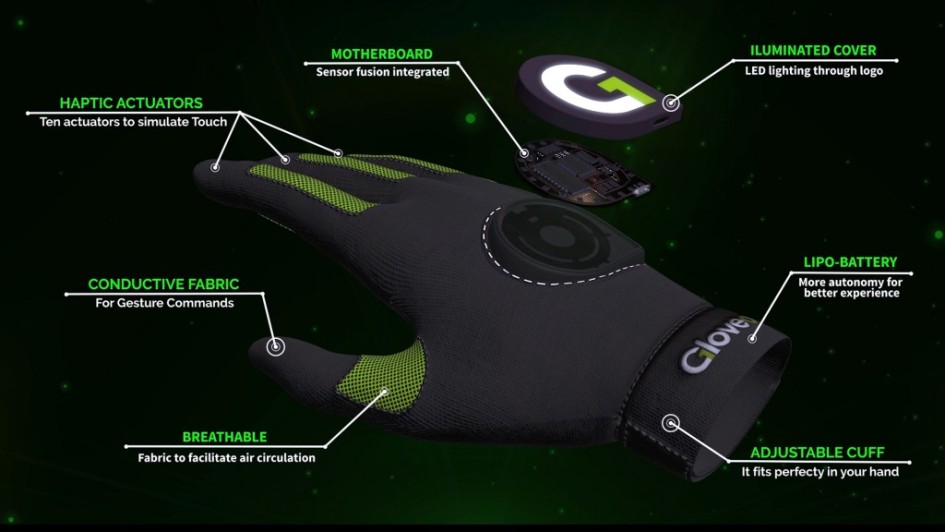 MOTHERBOARD
Sensor fusion integrated
ILUMINATED COVER
LED lighting through logo
G
HAPTIC ACTUATORS
Ten actuators to simulate Touch
LIPO-BATTERY
More autonomy for
better experience
CONDUCTIVE FABRIC
For Gesture Commands
Glove
BREATHABLE
Fabric to facilitate air circulation
ADJUSTABLE CUFF
It fits perfecty in your hand